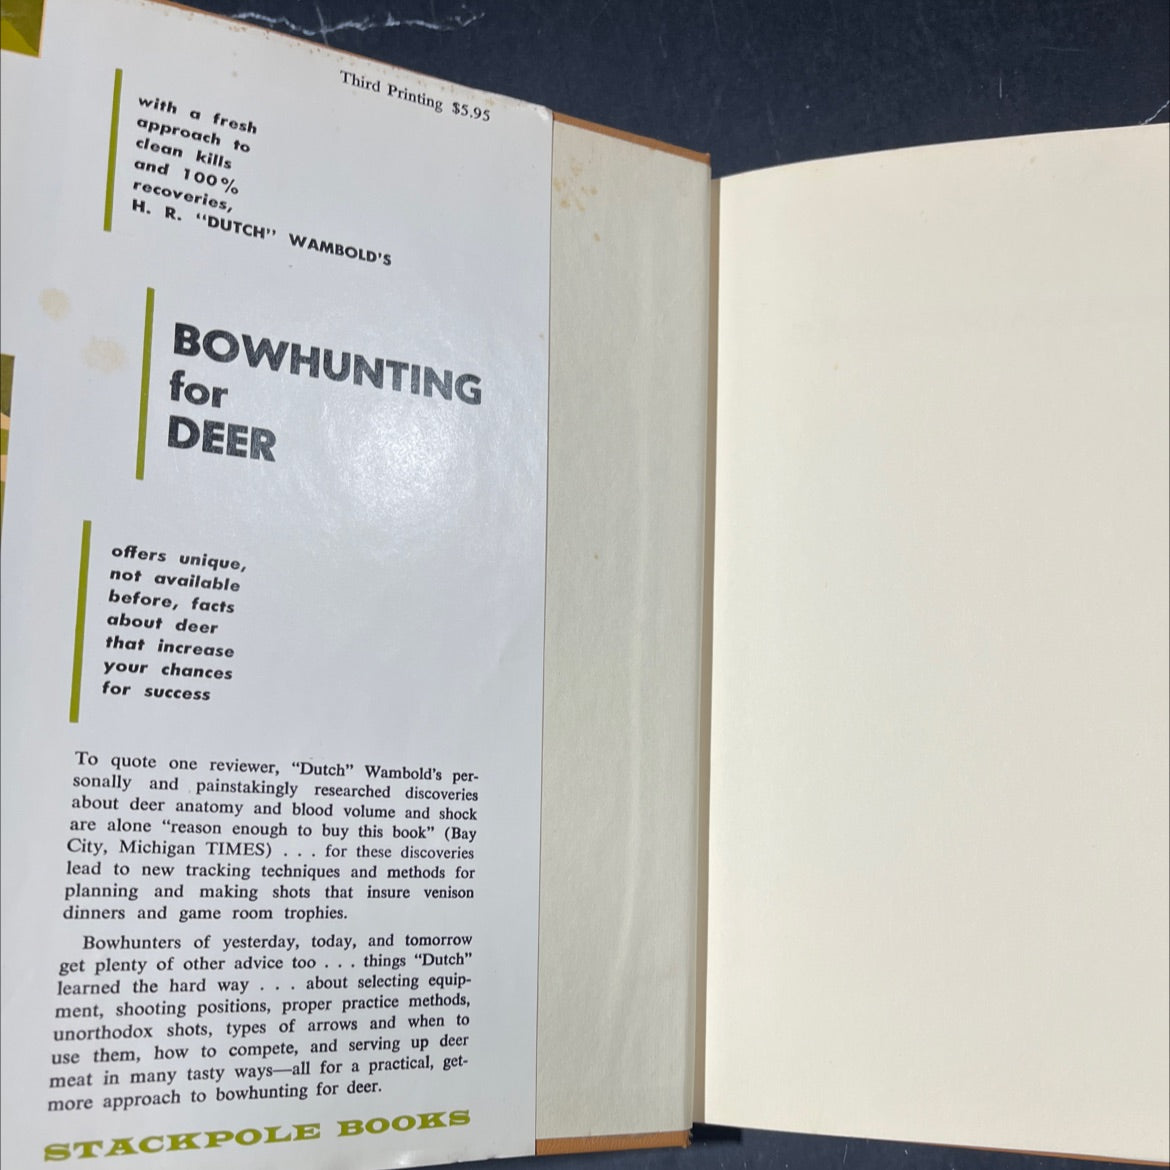 Third Printing $5.95
with a fresh
approach to
clean kills
and 100%
recoveries,
H. R. “DUTCH” WAMBOLD'S
BOWHUNTING
for
DEER
offers unique,
not available
before, facts
about deer
that increase
your chances
for success
To quote one reviewer, “Dutch” Wambold's per-
sonally and painstakingly researched discoveries
about deer anatomy and blood volume and shock
are alone “reason enough to buy this book” (Bay
City, Michigan TIMES) . . . for these discoveries
lead to new tracking techniques and methods for
planning and making shots that insure venison
dinners and game room trophies.
Bowhunters of yesterday, today, and tomorrow
get plenty of other advice too . . . things “Dutch”
learned the hard way . . . about selecting equip-
ment, shooting positions, proper practice methods,
unorthodox shots, types of arrows and when to
use them, how to compete, and serving up deer
meat in many tasty ways—all for a practical, get-
more approach to bowhunting for deer.
STACKPOLE BOOKS